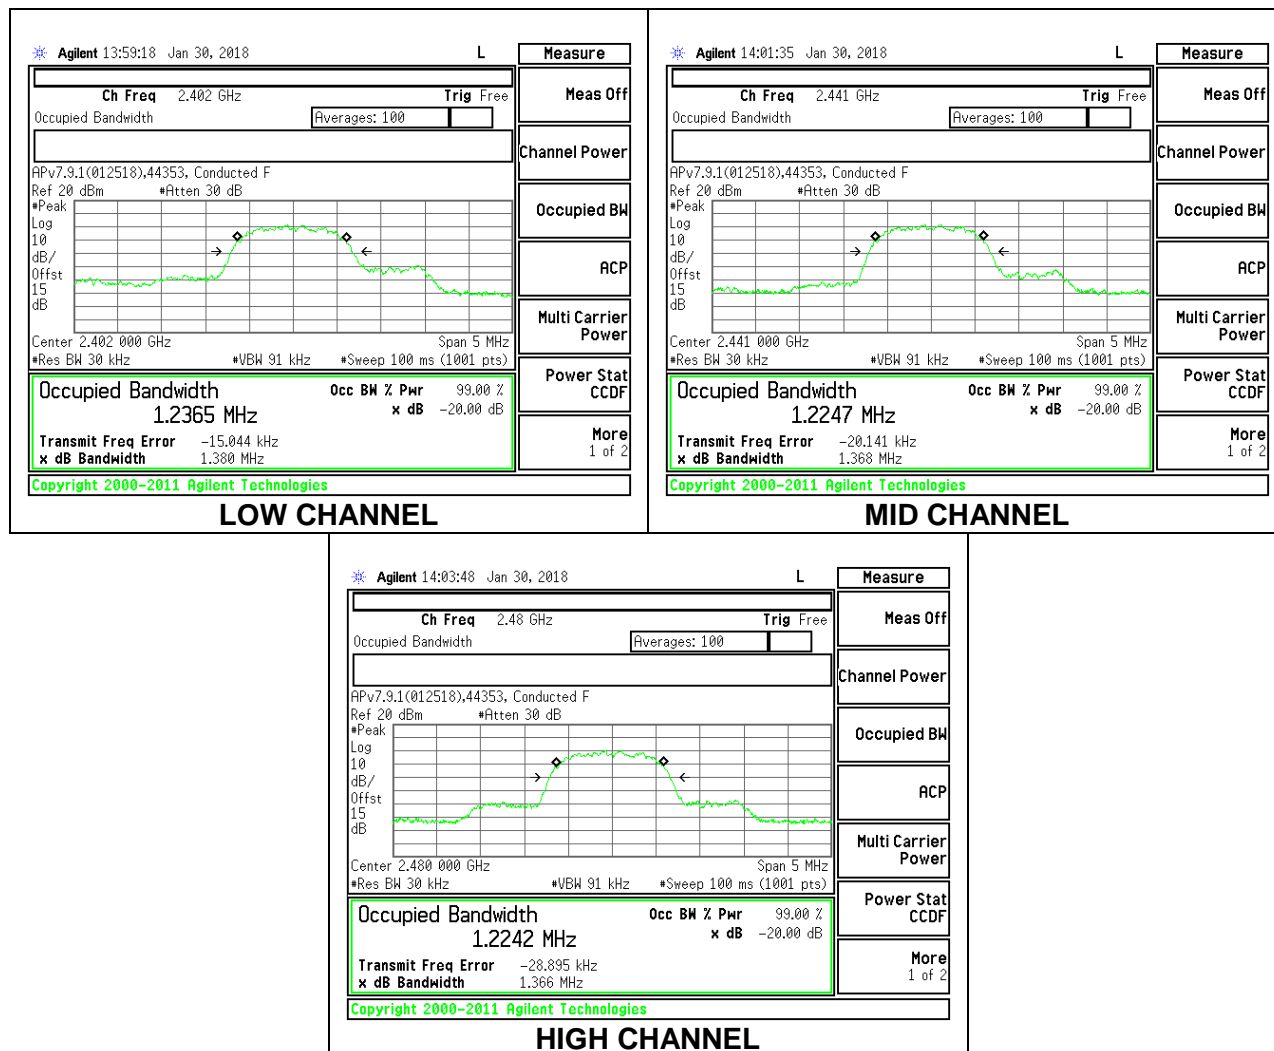 Agilent 13:59:18 Jan 30, 2018 L Measure
Ch Freq 2.402 GHz Trig Free
Occupied Bandwidth Averages: 100
APv7.9.1(012518),44353, Conducted F
Ref 20 dBm #Atten 30 dB
#Peak
Log
10
dB/
Offst
15
dB
Center 2.402 000 GHz Span 5 MHz
#Res BW 30 kHz #VBW 91 kHz #Sweep 100 ms (1001 pts)
Occupied Bandwidth Occ BW % Pwr 99.00 %
1.2365 MHz x dB -20.00 dB
Transmit Freq Error -15.044 kHz
x dB Bandwidth 1.380 MHz
Copyright 2000-2011 Agilent Technologies
Meas Off
Channel Power
Occupied BW
ACP
Multi Carrier
Power
Power Stat
CCDF
More
1 of 2
LOW CHANNEL
Agilent 14:01:35 Jan 30, 2018 L Measure
Ch Freq 2.441 GHz Trig Free
Occupied Bandwidth Averages: 100
APv7.9.1(012518),44353, Conducted F
Ref 20 dBm #Atten 30 dB
#Peak
Log
10
dB/
Offst
15
dB
Center 2.441 000 GHz Span 5 MHz
#Res BW 30 kHz #VBW 91 kHz #Sweep 100 ms (1001 pts)
Occupied Bandwidth Occ BW % Pwr 99.00 %
1.2247 MHz x dB -20.00 dB
Transmit Freq Error -20.141 kHz
x dB Bandwidth 1.368 MHz
Copyright 2000-2011 Agilent Technologies
Meas Off
Channel Power
Occupied BW
ACP
Multi Carrier
Power
Power Stat
CCDF
More
1 of 2
MID CHANNEL
Agilent 14:03:48 Jan 30, 2018 L Measure
Ch Freq 2.48 GHz Trig Free
Occupied Bandwidth Averages: 100
APv7.9.1(012518),44353, Conducted F
Ref 20 dBm #Atten 30 dB
#Peak
Log
10
dB/
Offst
15
dB
Center 2.480 000 GHz Span 5 MHz
#Res BW 30 kHz #VBW 91 kHz #Sweep 100 ms (1001 pts)
Occupied Bandwidth Occ BW % Pwr 99.00 %
1.2242 MHz x dB -20.00 dB
Transmit Freq Error -28.895 kHz
x dB Bandwidth 1.366 MHz
Copyright 2000-2011 Agilent Technologies
Meas Off
Channel Power
Occupied BW
ACP
Multi Carrier
Power
Power Stat
CCDF
More
1 of 2
HIGH CHANNEL